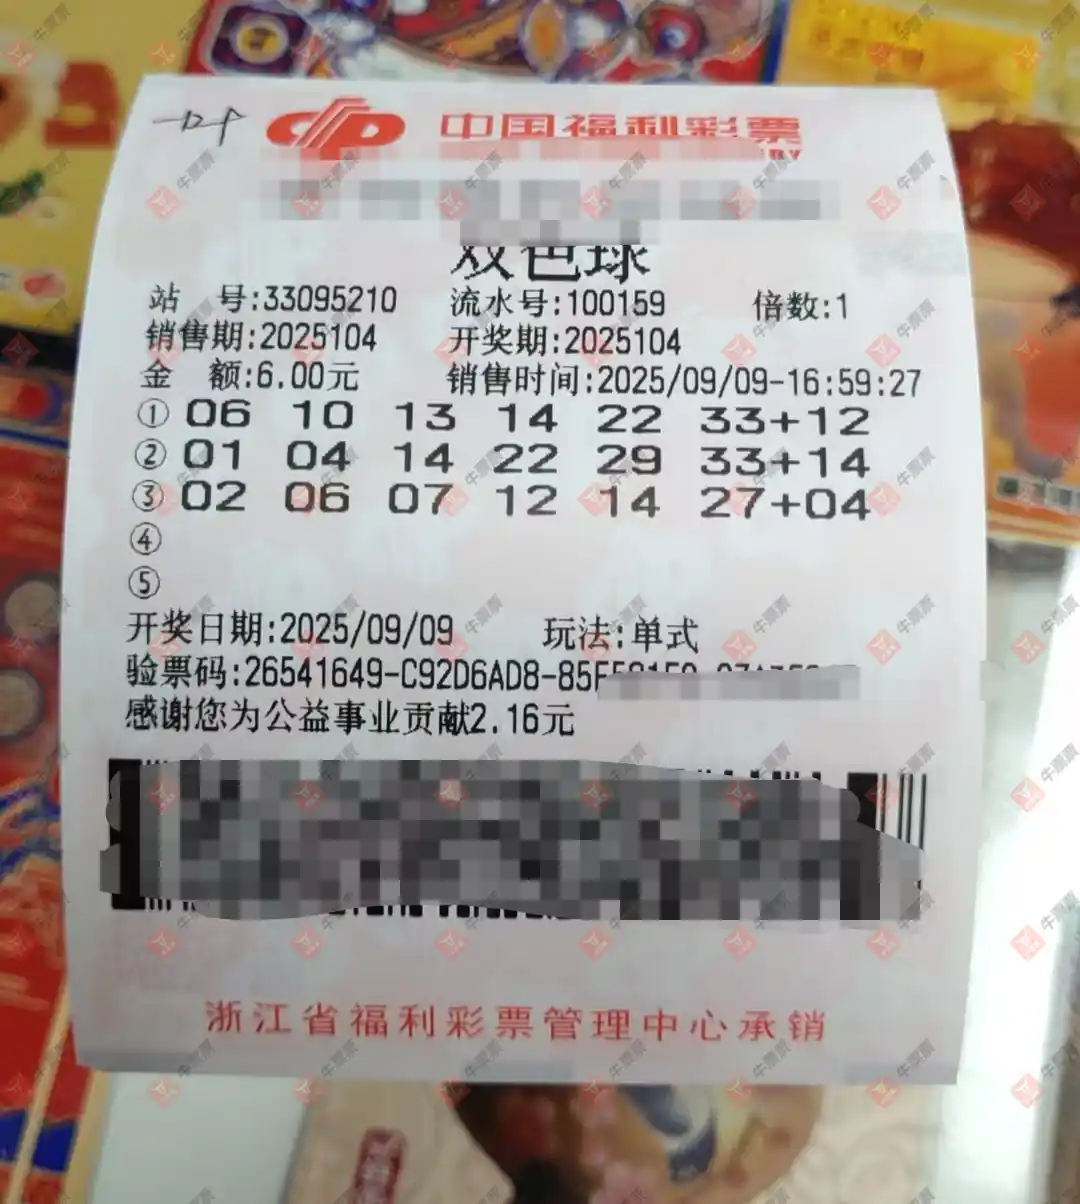 中国福利彩票
双色球
站 号:33095210 流水号:100159 倍数:1
销售期:2025104 开奖期:2025104
金 额:6.00元 销售时间:2025/09/09-16:59:27
① 06 10 13 14 22 33+12
② 01 04 14 22 29 33+14
③ 02 06 07 12 14 27+04
④
⑤
开奖日期:2025/09/09 玩法:单式
验票码:26541649-C92D6AD8-85F
感谢您为公益事业贡献2.16元
浙江省福利彩票管理中心承销
牛票票